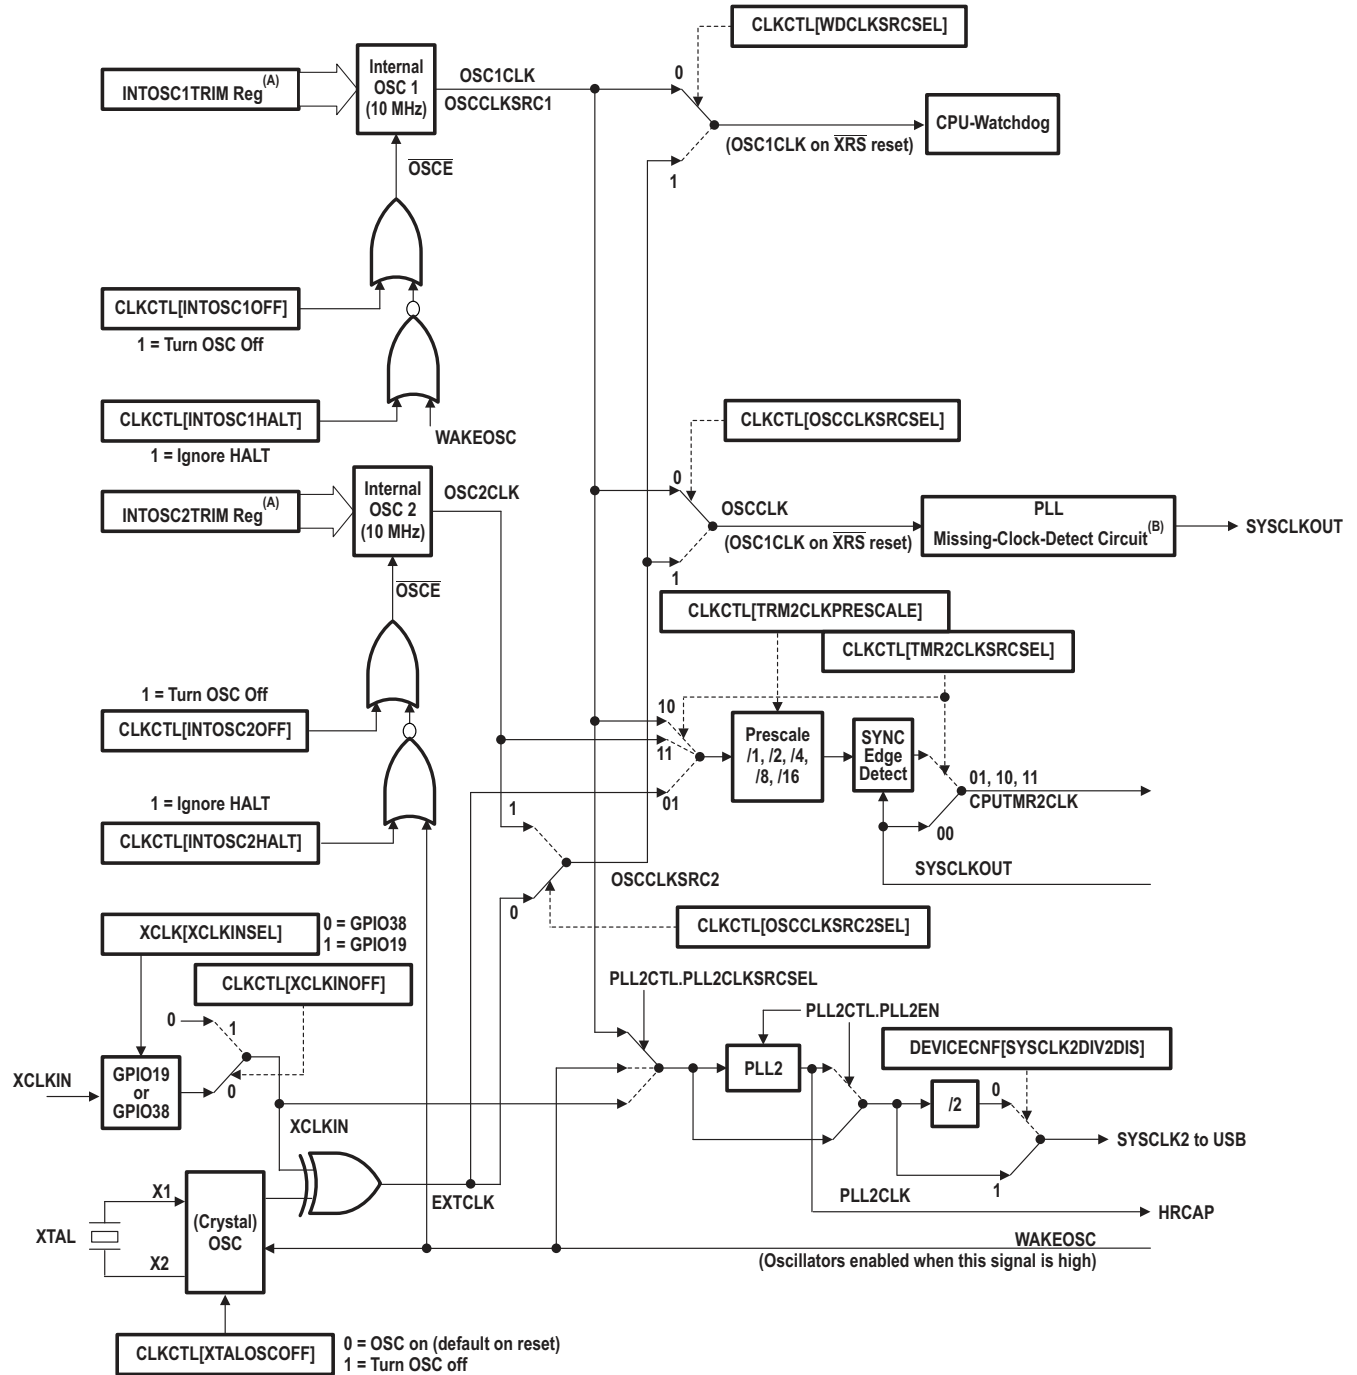 CLKCTL[WDCLKSRCSEL]
Internal
OSC 1
(10 MHz)
INTOSC1TRIM Reg (A)
OSC1CLK
OSCCLKSRC1
0
CPU-Watchdog
(OSC1CLK on XRS reset)
1
OSCE
CLKCTL[INTOSC1OFF]
1 = Turn OSC Off
CLKCTL[INTOSC1HALT]
1 = Ignore HALT
WAKEOSC
CLKCTL[OSCCLKSRCSEL]
Internal
OSC 2
(10 MHz)
INTOSC2TRIM Reg (A)
OSC2CLK
0
OSCCLK
(OSC1CLK on XRS reset)
1
PLL
Missing-Clock-Detect Circuit (B)
SYSCLKOUT
OSCE
CLKCTL[TRM2CLKPRESCALE]
CLKCTL[TMR2CLKSRCSEL]
1 = Turn OSC Off
CLKCTL[INTOSC2OFF]
10
11
01
Prescale
/1, /2, /4,
/8, /16
SYNC
Edge
Detect
01, 10, 11
CPUTMR2CLK
00
SYSCLKOUT
1 = Ignore HALT
CLKCTL[INTOSC2HALT]
1
0
OSCCLKSRC2
CLKCTL[OSCCLKSRC2SEL]
XCLK[XCLKINSEL]
0 = GPIO38
1 = GPIO19
CLKCTL[XCLKINOFF]
0
1
0
XCLKIN
GPIO19
or
GPIO38
XCLKIN
PLL2CTL.PLL2CLKSRCSEL
PLL2CTL.PLL2EN
DEVICECNF[SYSCLK2DIV2DIS]
PLL2
/2
0
1
SYSCLK2 to USB
PLL2CLK
HRCAP
EXTCLK
X1
XTAL
X2
(Crystal)
OSC
WAKEOSC
(Oscillators enabled when this signal is high)
CLKCTL[XTALOSCOFF]
0 = OSC on (default on reset)
1 = Turn OSC off